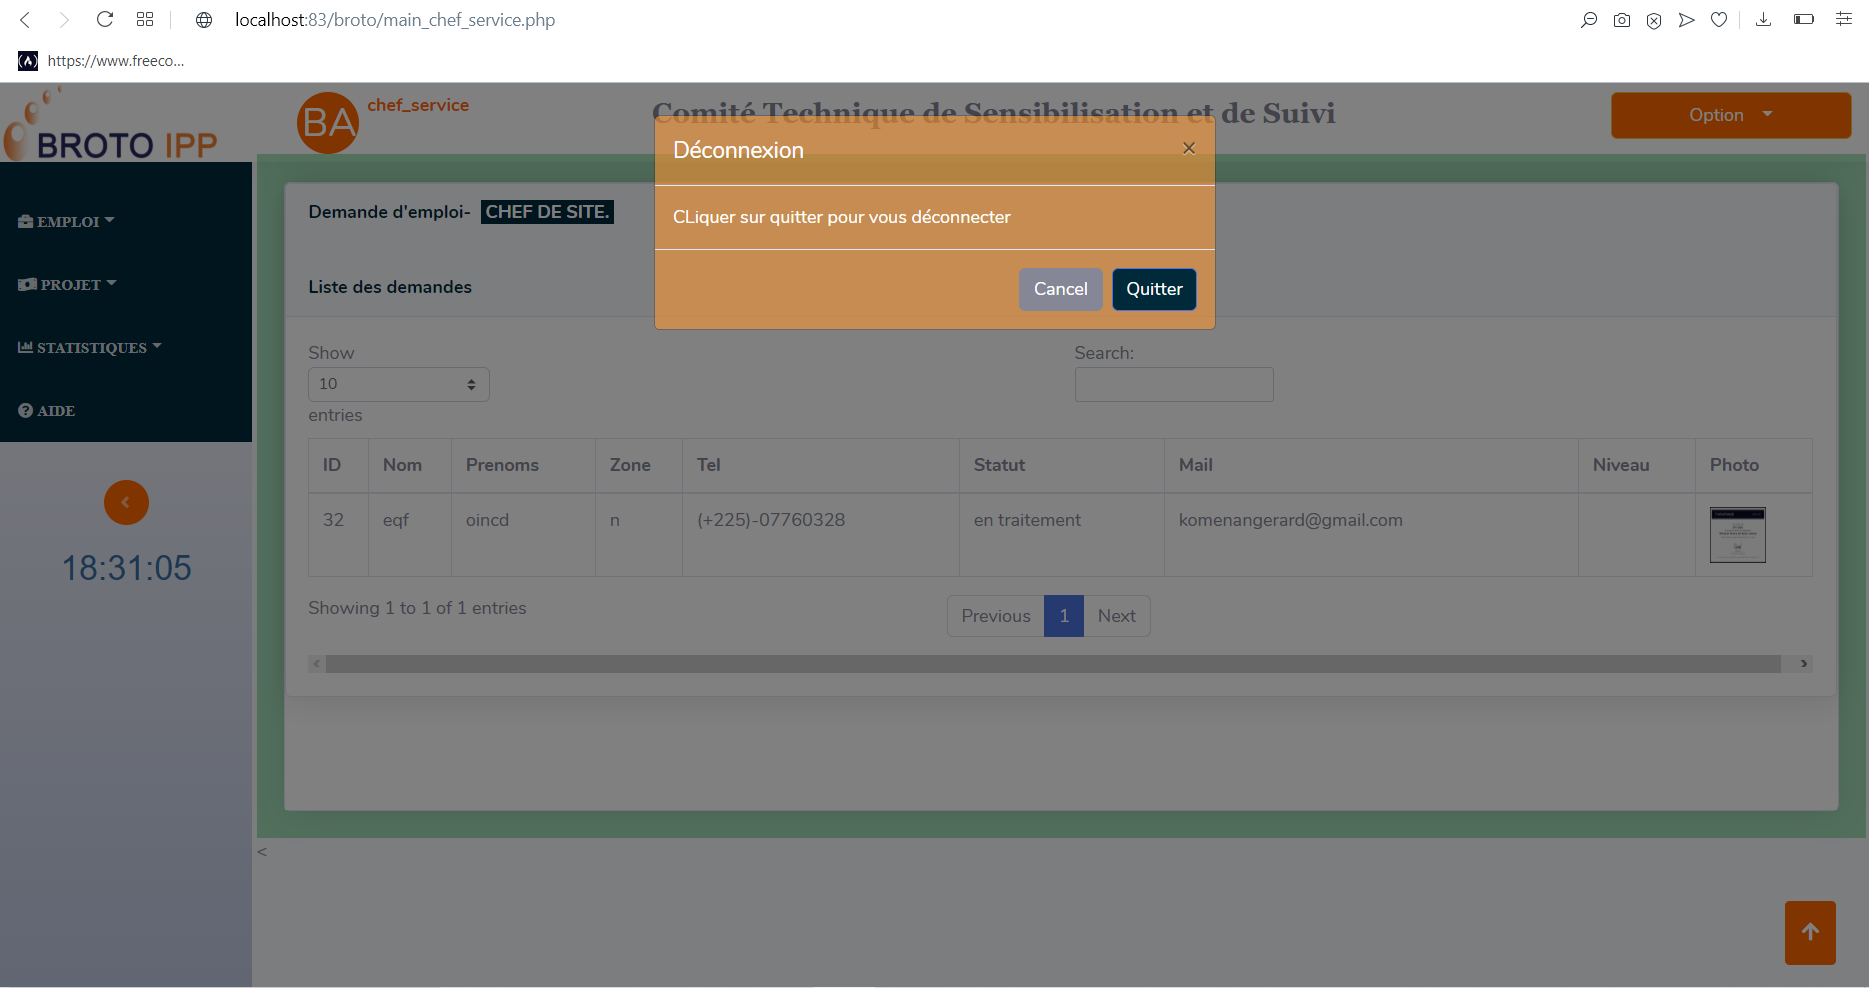 localhost:83/broto/main_chef_service.php
https://www.freeco...
BROTO IPP
BA
chef_service
Comité Technique de Sensibilisation et de Suivi
Option
Déconnexion
×
CLiquer sur quitter pour vous déconnecter
Cancel
Quitter
EMPLOI
PROJET
STATISTIQUES
AIDE
18:31:05
Demande d'emploi- CHEF DE SITE.
Liste des demandes
Show
10
entries
Search:
ID Nom Prenoms Zone Tel Statut Mail Niveau Photo
32 eqf oincd n (+225)-07760328 en traitement komenangerard@gmail.com
Showing 1 to 1 of 1 entries
Previous 1 Next
<